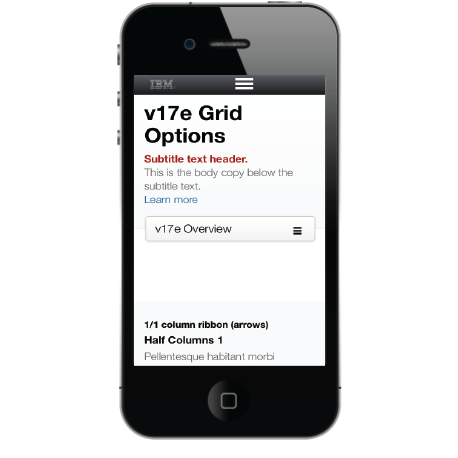 IBM
v17e Grid
Options
Subtitle text header.
This is the body copy below the
subtitle text.
Learn more
v17e Overview
1/1 column ribbon (arrows)
Half Columns 1
Pellentesque habitant morbi